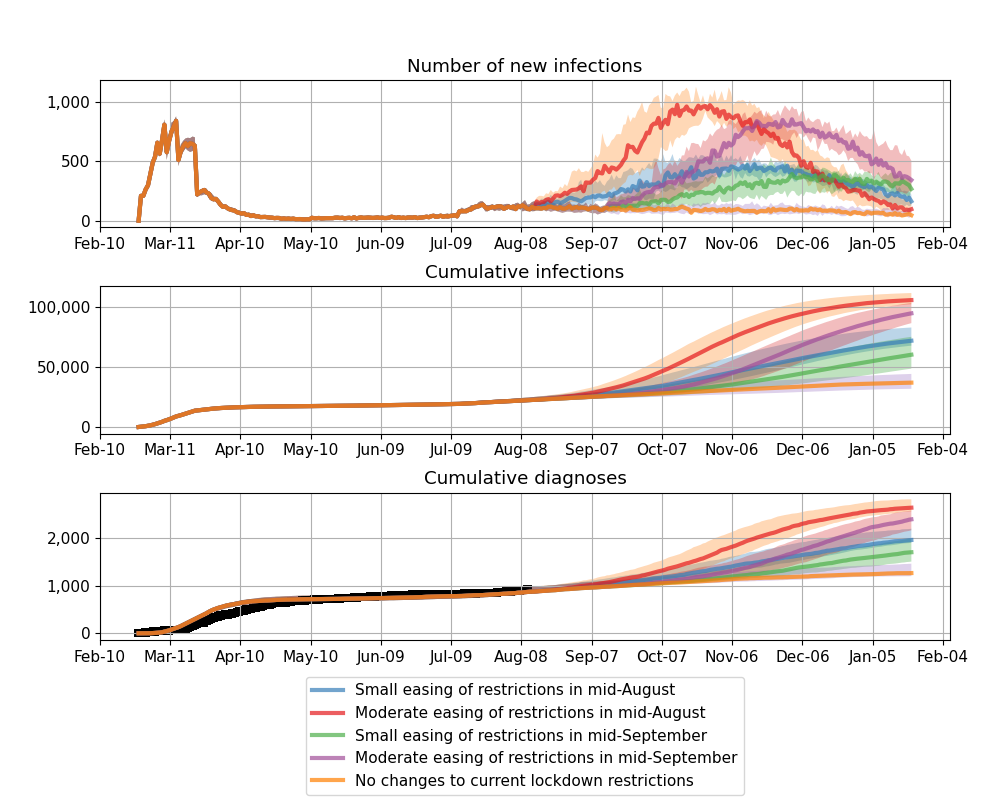 Number of new infections
1,000
500
0
Feb-10 Mar-11 Apr-10 May-10 Jun-09 Jul-09 Aug-08 Sep-07 Oct-07 Nov-06 Dec-06 Jan-05 Feb-04
Cumulative infections
100,000
50,000
0
Feb-10 Mar-11 Apr-10 May-10 Jun-09 Jul-09 Aug-08 Sep-07 Oct-07 Nov-06 Dec-06 Jan-05 Feb-04
Cumulative diagnoses
2,000
1,000
0
Feb-10 Mar-11 Apr-10 May-10 Jun-09 Jul-09 Aug-08 Sep-07 Oct-07 Nov-06 Dec-06 Jan-05 Feb-04
Small easing of restrictions in mid-August
Moderate easing of restrictions in mid-August
Small easing of restrictions in mid-September
Moderate easing of restrictions in mid-September
No changes to current lockdown restrictions